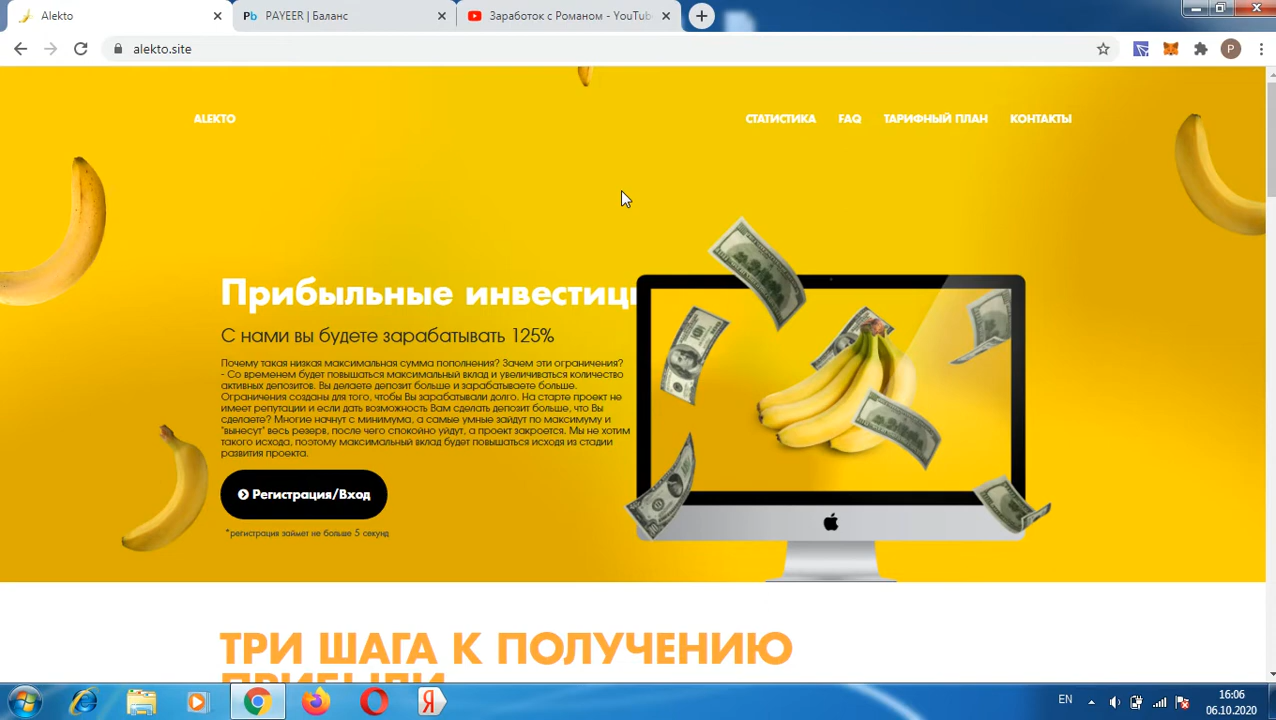 Alekto
PAYEER | Баланс
Заработок с Романом - YouTube
alekto.site
P
ALEKTO
СТАТИСТИКА
FAQ
ТАРИФНЫЙ ПЛАН
КОНТАКТЫ
Прибыльные инвестиц
С нами вы будете зарабатывать 125%
Почему такая низкая максимальная сумма пополнения? Зачем эти ограничения?
- Со временем будет повышаться максимальный вклад и увеличиваться количество
активных депозитов. Вы делаете депозит больше и зарабатываете больше.
Ограничения созданы для того, чтобы Вы зарабатывали долго. На старте проект не
имеет репутации и если дать возможность Вам сделать депозит больше, что Вы
сделаете? Многие начнут с минимума, а самые умные зайдут по максимуму и
"вынесут" весь резерв, после чего спокойно уйдут, а проект закроется. Мы не хотим
такого исхода, поэтому максимальный вклад будет повышаться исходя из стадии
развития проекта.
Регистрация/Вход
*регистрация займет не больше 5 секунд
ТРИ ШАГА К ПОЛУЧЕНИЮ
ПРИБЫЛИ
EN
16:06
06.10.2020